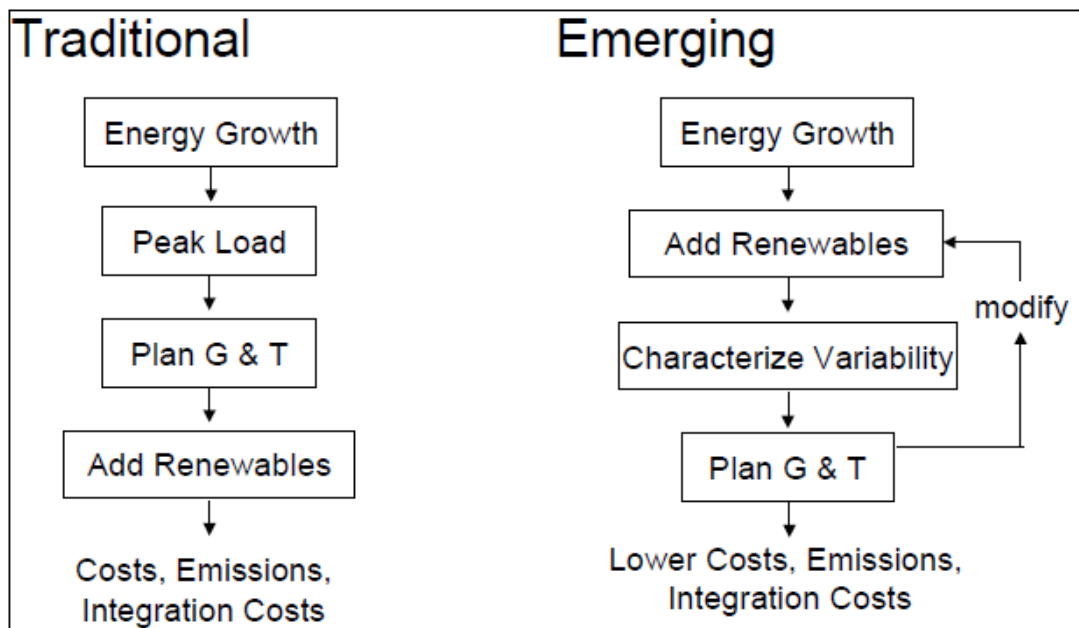 Traditional
Energy Growth
Peak Load
Plan G & T
Add Renewables
Costs, Emissions,
Integration Costs
Emerging
Energy Growth
Add Renewables
modify
Characterize Variability
Plan G & T
Lower Costs, Emissions,
Integration Costs